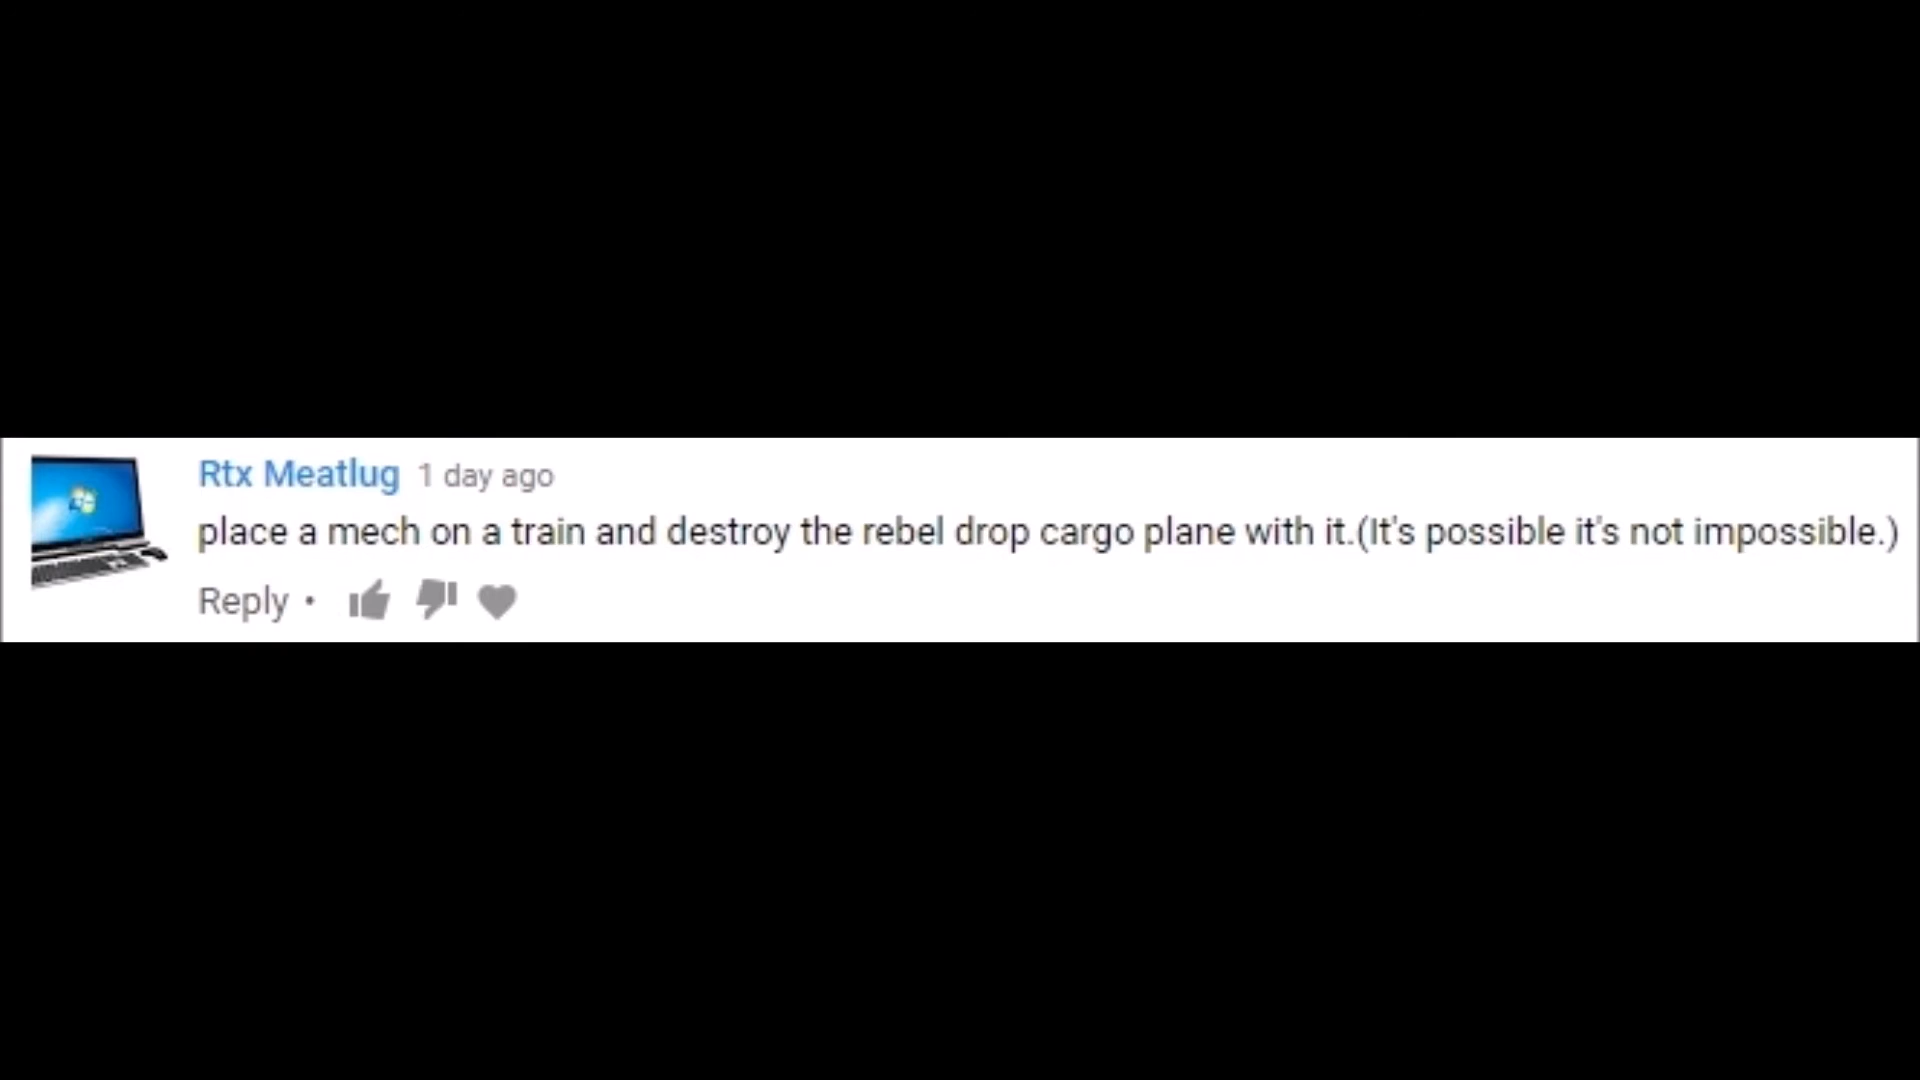 Rtx Meatlug 1 day ago
place a mech on a train and destroy the rebel drop cargo plane with it.(It's possible it's not impossible.)
Reply •